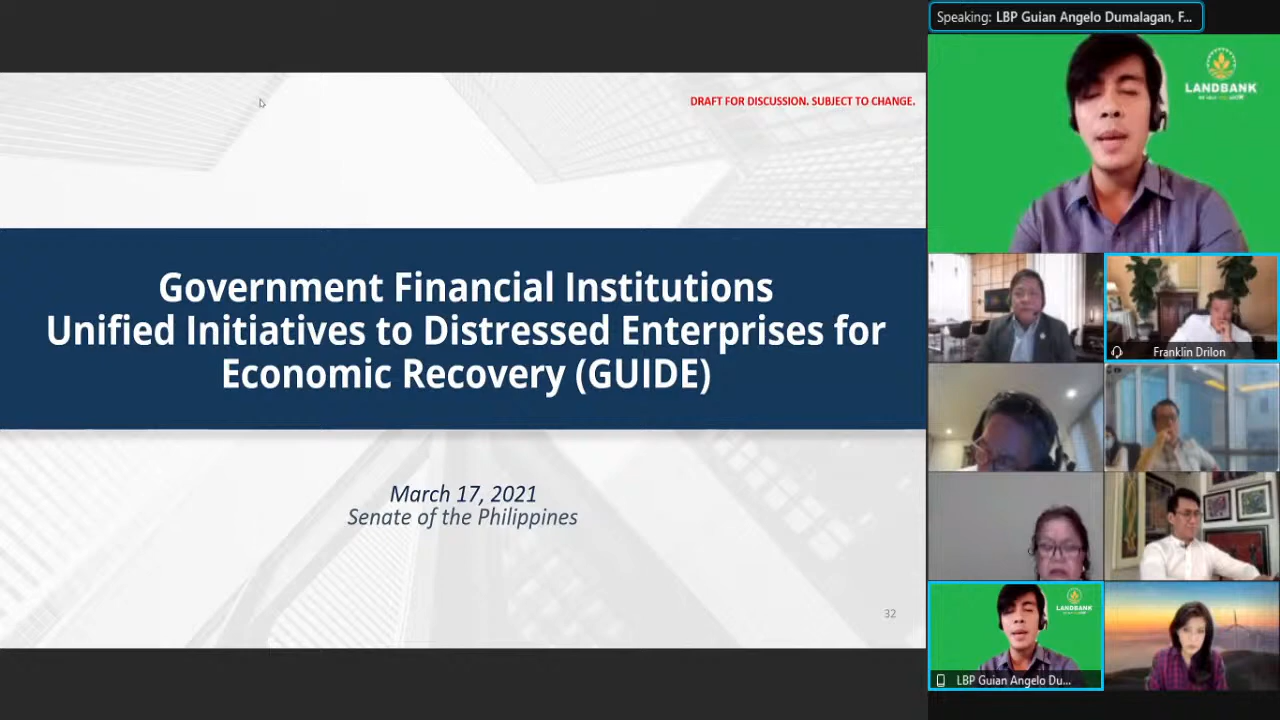 Speaking: LBP Guian Angelo Dumalagan, F...
DRAFT FOR DISCUSSION. SUBJECT TO CHANGE.
Government Financial Institutions
Unified Initiatives to Distressed Enterprises for
Economic Recovery (GUIDE)
March 17, 2021
Senate of the Philippines
32
LANDBANK
Franklin Drilon
LANDBANK
LBP Guian Angelo Du...